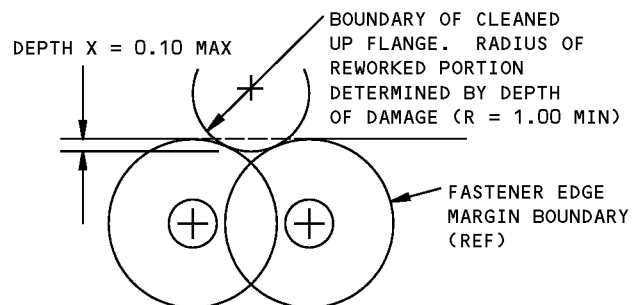 BOUNDARY OF CLEANED
UP FLANGE. RADIUS OF
REWORKED PORTION
DETERMINED BY DEPTH
OF DAMAGE (R = 1.00 MIN)
DEPTH X = 0.10 MAX
FASTENER EDGE
MARGIN BOUNDARY
(REF)